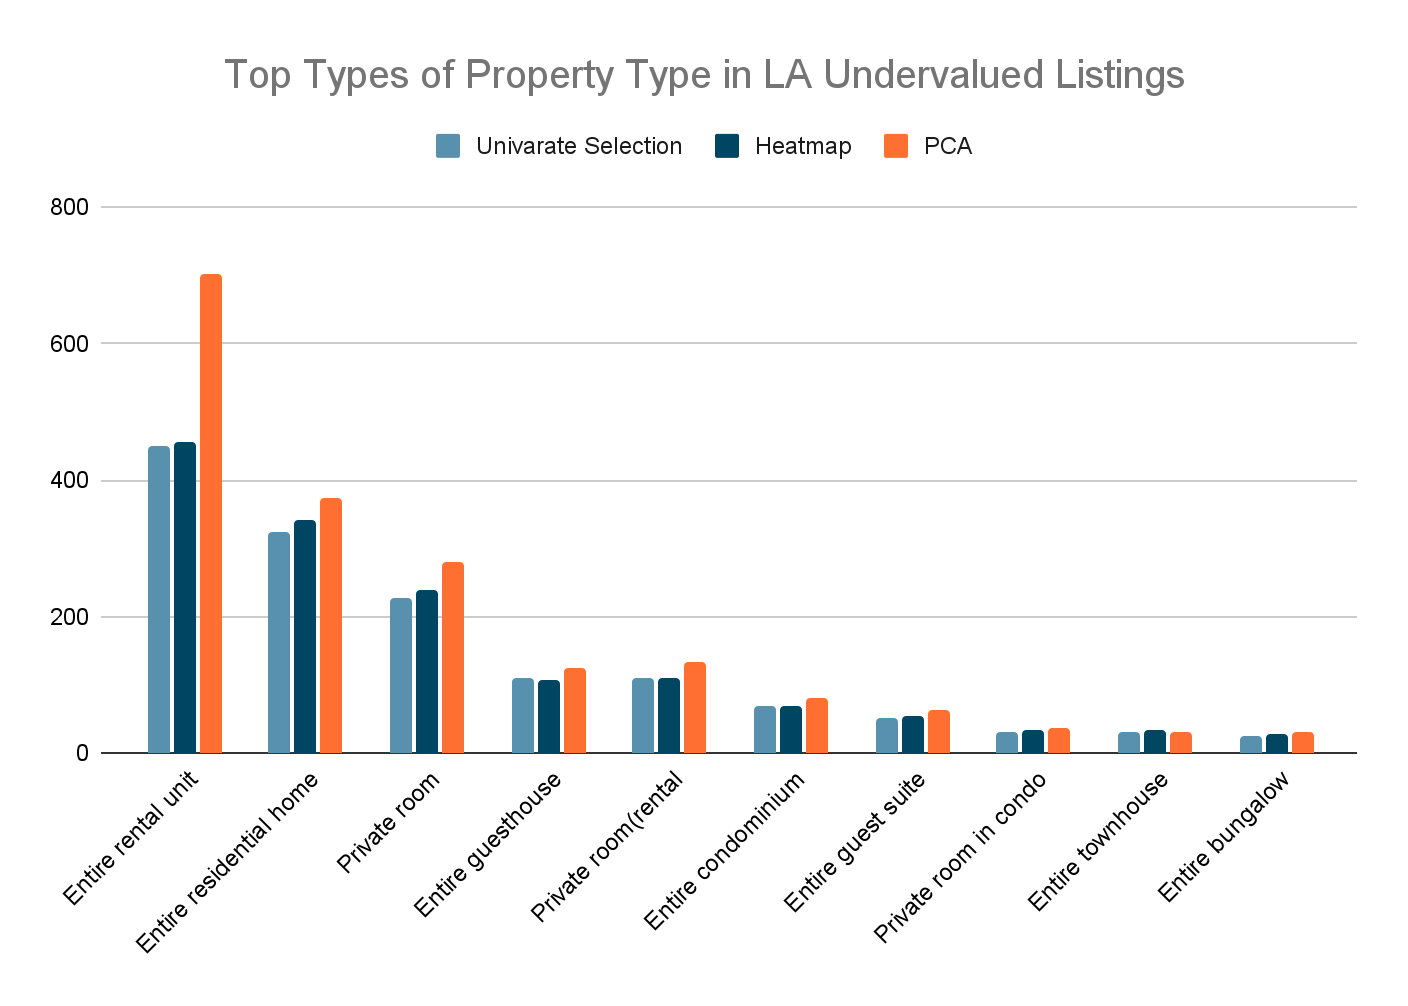 Top Types of Property Type in LA Undervalued Listings
Univarate Selection
Heatmap
PCA
800
600
400
200
0
Entire rental unit
Entire residential home
Private room
Entire guesthouse
Private room(rental
Entire condominium
Entire guest suite
Private room in condo
Entire townhouse
Entire bungalow